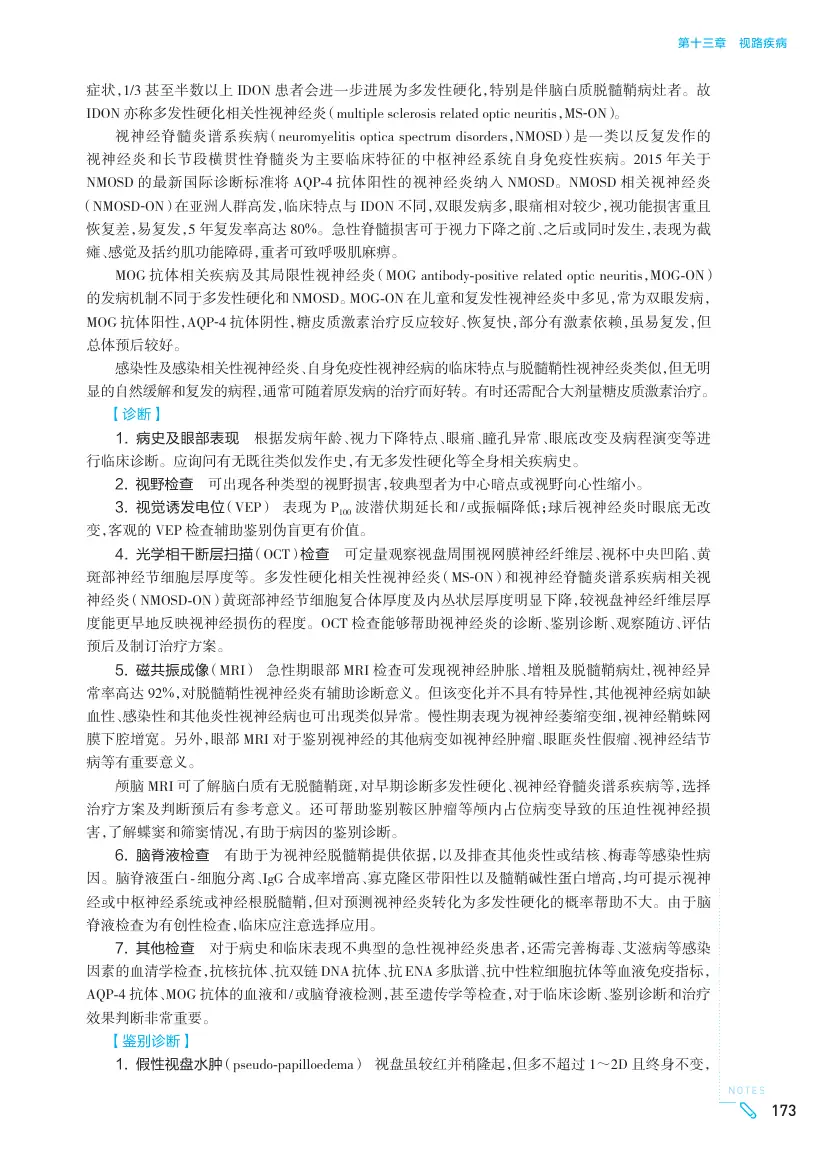 第十三章 视路疾病
症状,1/3 甚至半数以上 IDON 患者会进一步进展为多发性硬化,特别是伴脑白质脱髓鞘病灶者。故
IDON 亦称多发性硬化相关性视神经炎(multiple sclerosis related optic neuritis,MS-ON)。
视神经脊髓炎谱系疾病(neuromyelitis optica spectrum disorders,NMOSD)是一类以反复发作的
视神经炎和长节段横贯性脊髓炎为主要临床特征的中枢神经系统自身免疫性疾病。2015 年关于
NMOSD 的最新国际诊断标准将 AQP-4 抗体阳性的视神经炎纳入 NMOSD。NMOSD 相关视神经炎
(NMOSD-ON)在亚洲人群高发,临床特点与 IDON 不同,双眼发病多,眼痛相对较少,视功能损害重且
恢复差,易复发,5 年复发率高达 80%。急性脊髓损害可于视力下降之前、之后或同时发生,表现为截
瘫、感觉及括约肌功能障碍,重者可致呼吸肌麻痹。
MOG 抗体相关疾病及其局限性视神经炎(MOG antibody-positive related optic neuritis,MOG-ON)
的发病机制不同于多发性硬化和 NMOSD。MOG-ON 在儿童和复发性视神经炎中多见,常为双眼发病,
MOG 抗体阳性,AQP-4 抗体阴性,糖皮质激素治疗反应较好、恢复快,部分有激素依赖,虽易复发,但
总体预后较好。
感染性及感染相关性视神经炎、自身免疫性视神经病的临床特点与脱髓鞘性视神经炎类似,但无明
显的自然缓解和复发的病程,通常可随着原发病的治疗而好转。有时还需配合大剂量糖皮质激素治疗。
【诊断】
1. 病史及眼部表现 根据发病年龄、视力下降特点、眼痛、瞳孔异常、眼底改变及病程演变等进
行临床诊断。应询问有无既往类似发作史,有无多发性硬化等全身相关疾病史。
2. 视野检查 可出现各种类型的视野损害,较典型者为中心暗点或视野向心性缩小。
3. 视觉诱发电位(VEP) 表现为 P100 波潜伏期延长和/或振幅降低;球后视神经炎时眼底无改
变,客观的 VEP 检查辅助鉴别伪盲更有价值。
4. 光学相干断层扫描(OCT)检查 可定量观察视盘周围视网膜神经纤维层、视杯中央凹陷、黄
斑部神经节细胞层厚度等。多发性硬化相关性视神经炎(MS-ON)和视神经脊髓炎谱系疾病相关视
神经炎(NMOSD-ON)黄斑部神经节细胞复合体厚度及内丛状层厚度明显下降,较视盘神经纤维层厚
度能更早地反映视神经损伤的程度。OCT 检查能够帮助视神经炎的诊断、鉴别诊断、观察随访、评估
预后及制订治疗方案。
5. 磁共振成像(MRI) 急性期眼部 MRI 检查可发现视神经肿胀、增粗及脱髓鞘病灶,视神经异
常率高达 92%,对脱髓鞘性视神经炎有辅助诊断意义。但该变化并不具有特异性,其他视神经病如缺
血性、感染性和其他炎性视神经病也可出现类似异常。慢性期表现为视神经萎缩变细,视神经鞘蛛网
膜下腔增宽。另外,眼部 MRI 对于鉴别视神经的其他病变如视神经肿瘤、眼眶炎性假瘤、视神经结节
病等有重要意义。
颅脑 MRI 可了解脑白质有无脱髓鞘斑,对早期诊断多发性硬化、视神经脊髓炎谱系疾病等,选择
治疗方案及判断预后有参考意义。还可帮助鉴别鞍区肿瘤等颅内占位病变导致的压迫性视神经损
害,了解蝶窦和筛窦情况,有助于病因的鉴别诊断。
6. 脑脊液检查 有助于为视神经脱髓鞘提供依据,以及排查其他炎性或结核、梅毒等感染性病
因。脑脊液蛋白-细胞分离、IgG 合成率增高、寡克隆区带阳性以及髓鞘碱性蛋白增高,均可提示视神
经或中枢神经系统或神经根脱髓鞘,但对预测视神经炎转化为多发性硬化的概率帮助不大。由于脑
脊液检查为有创性检查,临床应注意选择应用。
7. 其他检查 对于病史和临床表现不典型的急性视神经炎患者,还需完善梅毒、艾滋病等感染
因素的血清学检查,抗核抗体、抗双链 DNA 抗体、抗 ENA 多肽谱、抗中性粒细胞抗体等血液免疫指标,
AQP-4 抗体、MOG 抗体的血液和/或脑脊液检测,甚至遗传学等检查,对于临床诊断、鉴别诊断和治疗
效果判断非常重要。
【鉴别诊断】
1. 假性视盘水肿(pseudo-papilloedema) 视盘虽较红并稍隆起,但多不超过 1～2D 且终身不变,
NOTES
173